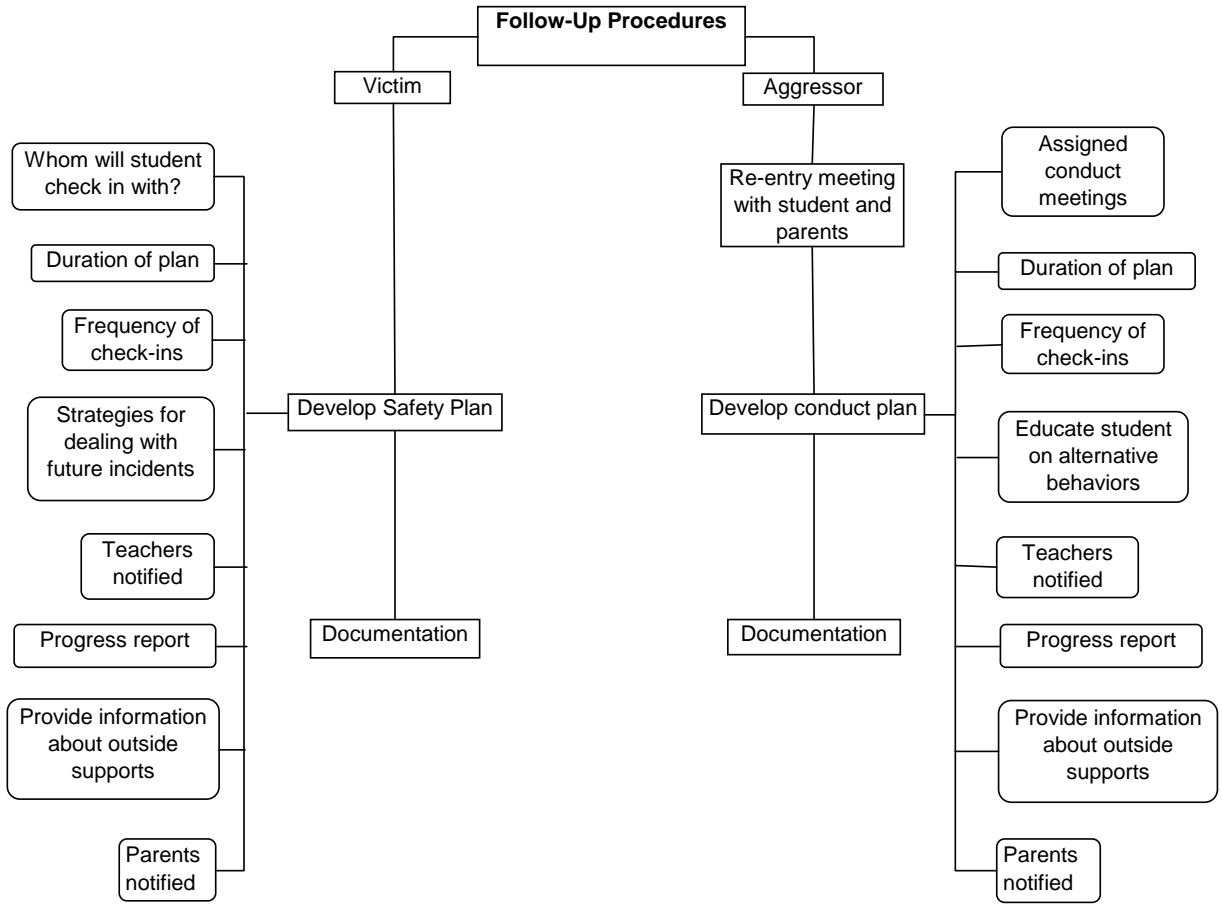 Follow-Up Procedures
Victim
Aggressor
Whom will student
check in with?
Duration of plan
Frequency of
check-ins
Strategies for
dealing with
future incidents
Teachers
notified
Progress report
Provide information
about outside
supports
Parents
notified
Develop Safety Plan
Documentation
Re-entry meeting
with student and
parents
Develop conduct plan
Documentation
Assigned
conduct
meetings
Duration of plan
Frequency of
check-ins
Educate student
on alternative
behaviors
Teachers
notified
Progress report
Provide information
about outside
supports
Parents
notified